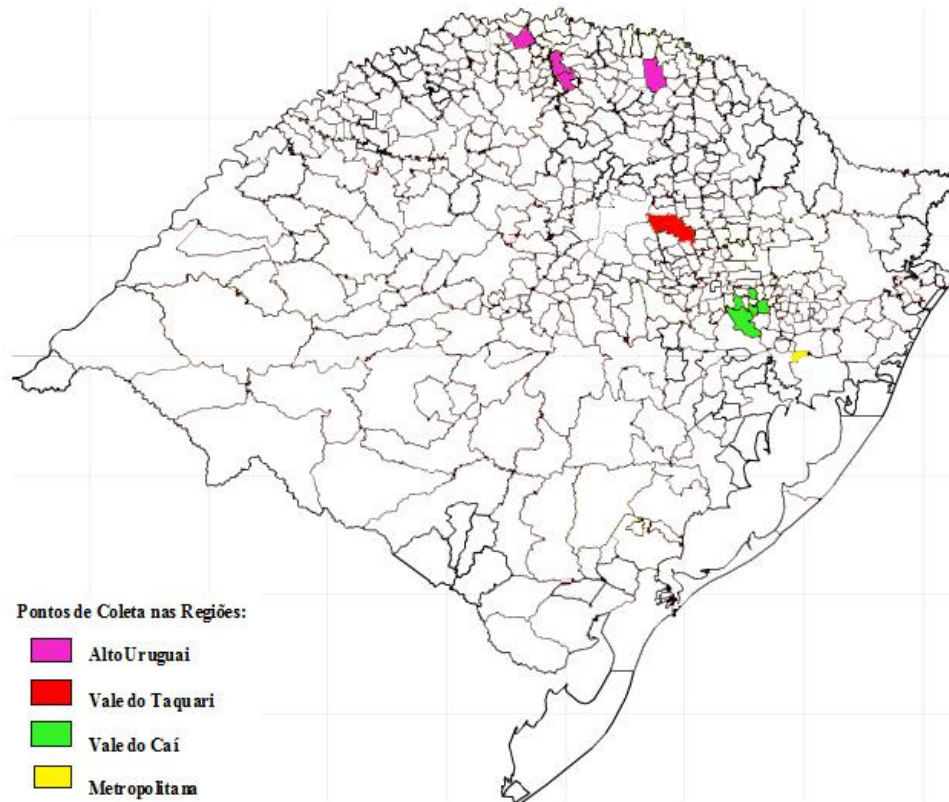 Pontos de Coleta nas Regiões:
Alto Uruguai
Vale do Taquari
Vale do Caí
Metropolitana